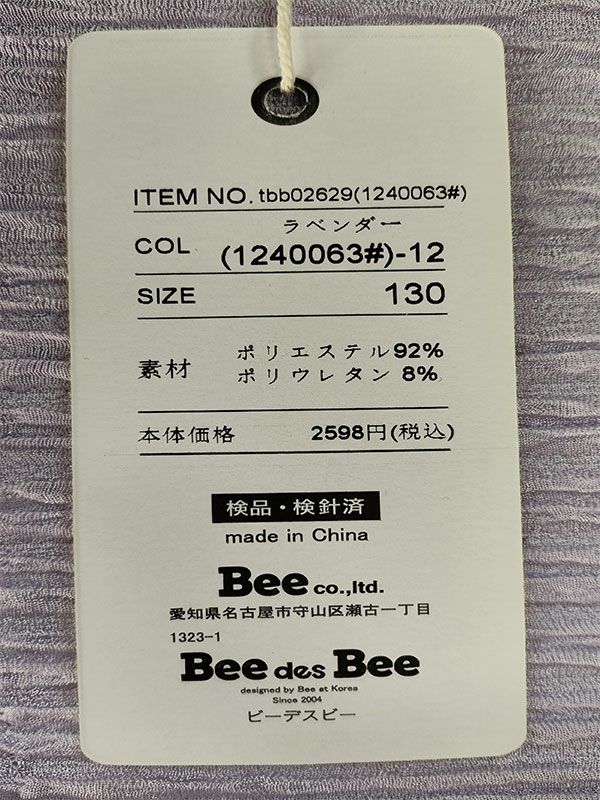 ITEM NO. tbb02629(1240063#)
ラベンダー
COL (1240063#)-12
SIZE 130
素材 ポリエステル92%
ポリウレタン 8%
本体価格 2598円(税込)
検品・検針済
made in China
Bee co.,ltd.
愛知県名古屋市守山区瀬古一丁目
1323-1
Bee des Bee
designed by Bee at Korea
Since 2004
ビーデスビー